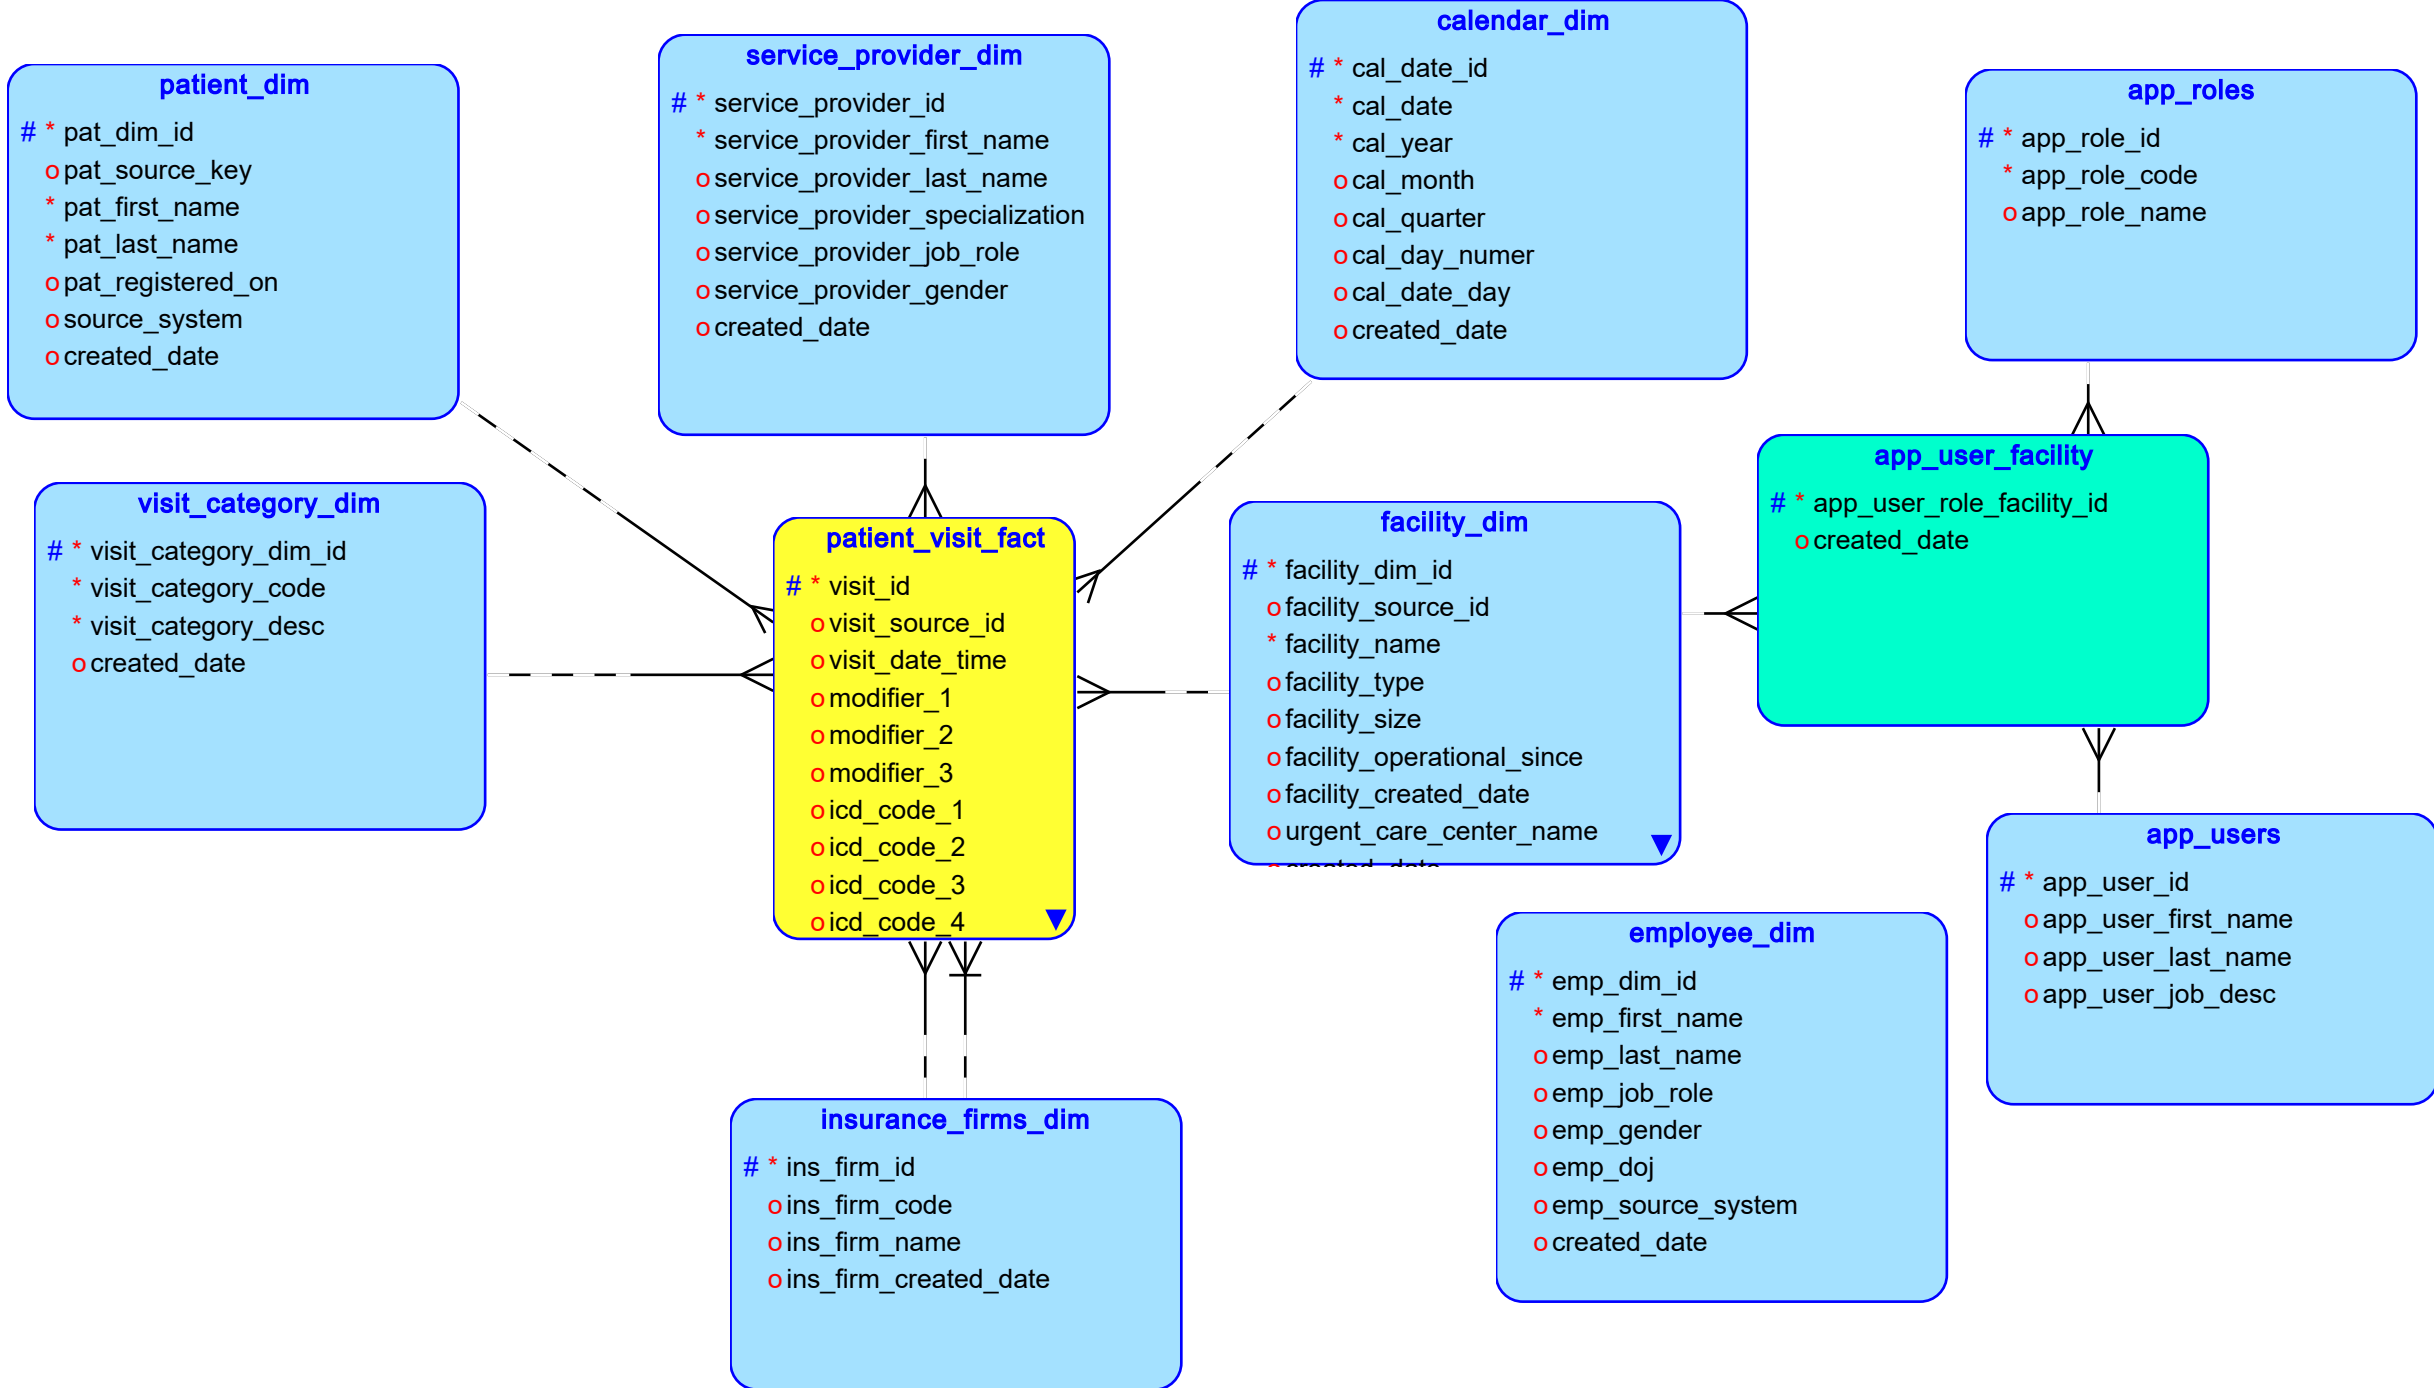 patient_dim
# * pat_dim_id
o pat_source_key
* pat_first_name
* pat_last_name
o pat_registered_on
o source_system
o created_date
service_provider_dim
# * service_provider_id
* service_provider_first_name
o service_provider_last_name
o service_provider_specialization
o service_provider_job_role
o service_provider_gender
o created_date
calendar_dim
# * cal_date_id
* cal_date
* cal_year
o cal_month
o cal_quarter
o cal_day_numer
o cal_date_day
o created_date
app_roles
# * app_role_id
* app_role_code
o app_role_name
visit_category_dim
# * visit_category_dim_id
* visit_category_code
* visit_category_desc
o created_date
patient_visit_fact
# * visit_id
o visit_source_id
o visit_date_time
o modifier_1
o modifier_2
o modifier_3
o icd_code_1
o icd_code_2
o icd_code_3
o icd_code_4
facility_dim
# * facility_dim_id
o facility_source_id
* facility_name
o facility_type
o facility_size
o facility_operational_since
o facility_created_date
o urgent_care_center_name
o created_date
app_user_facility
# * app_user_role_facility_id
o created_date
app_users
# * app_user_id
o app_user_first_name
o app_user_last_name
o app_user_job_desc
employee_dim
# * emp_dim_id
* emp_first_name
o emp_last_name
o emp_job_role
o emp_gender
o emp_doj
o emp_source_system
o created_date
insurance_firms_dim
# * ins_firm_id
o ins_firm_code
o ins_firm_name
o ins_firm_created_date